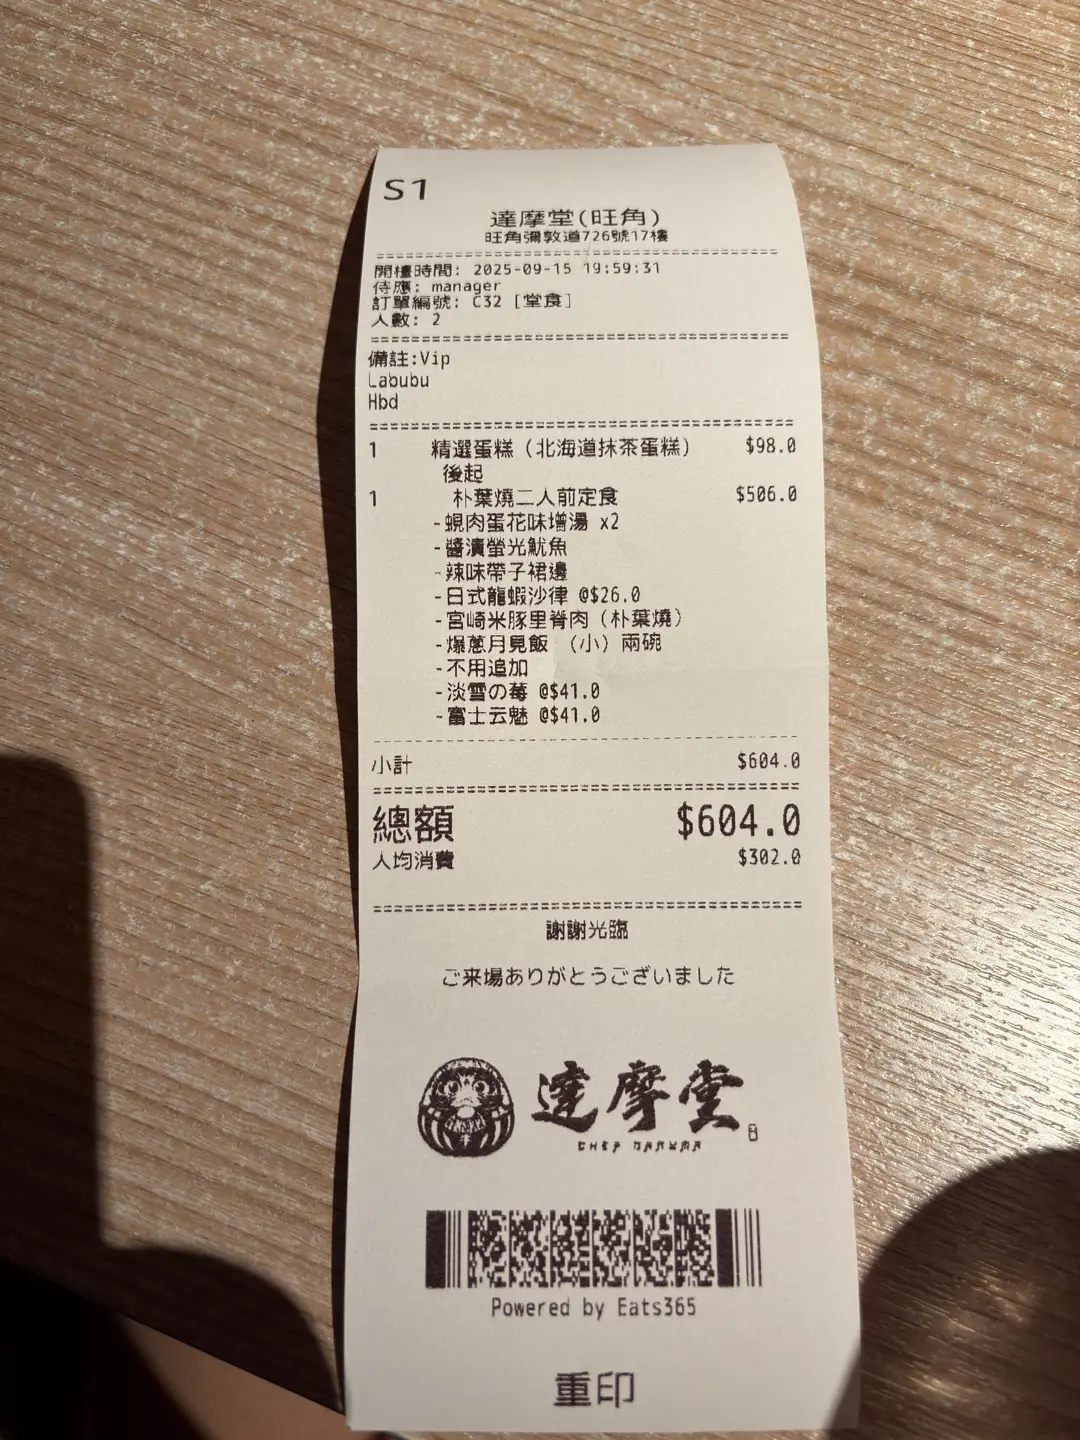 S1
達摩堂(旺角)
旺角彌敦道726號17樓
開檯時間: 2025-09-15 19:59:31
侍應: manager
訂單編號: C32 [堂食]
人數: 2
備註:Vip
Labubu
Hbd
1 精選蛋糕（北海道抹茶蛋糕） $98.0
後起
1 朴葉燒二人前定食 $506.0
-蜆肉蛋花味增湯 x2
-醬漬螢光魷魚
-辣味帶子裙邊
-日式龍蝦沙律 @$26.0
-宮崎米豚里脊肉（朴葉燒）
-爆蔥月見飯 （小）兩碗
-不用追加
-淡雪の莓 @$41.0
-富士云魅 @$41.0
小計 $604.0
總額 $604.0
人均消費 $302.0
謝謝光臨
ご来場ありがとうございました
達摩堂
CHEF DARUMA
Powered by Eats365
重印